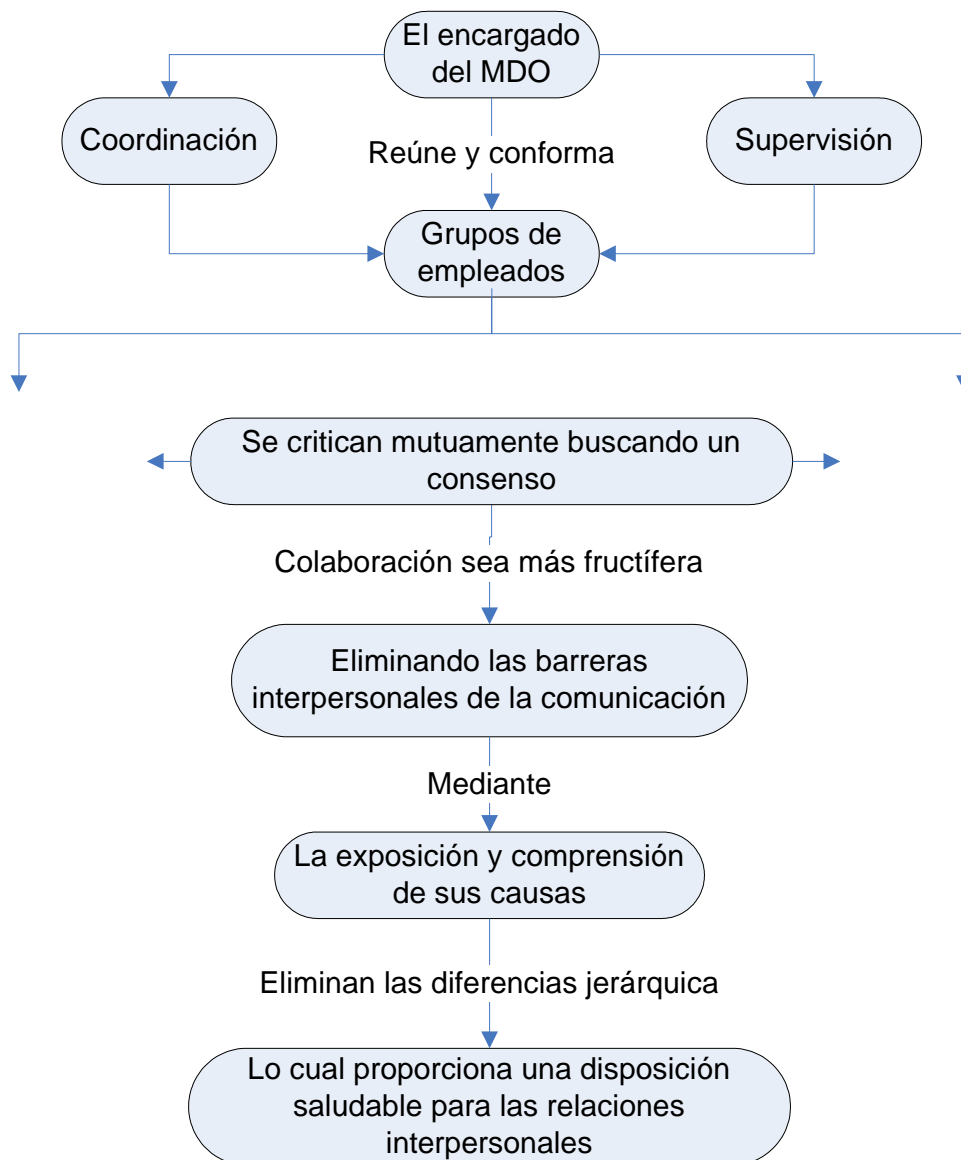 El encargado
del MDO
Coordinación
Supervisión
Reúne y conforma
Grupos de
empleados
Se critican mutuamente buscando un
consenso
Colaboración sea más fructífera
Eliminando las barreras
interpersonales de la comunicación
Mediante
La exposición y comprensión
de sus causas
Eliminan las diferencias jerárquica
Lo cual proporciona una disposición
saludable para las relaciones
interpersonales